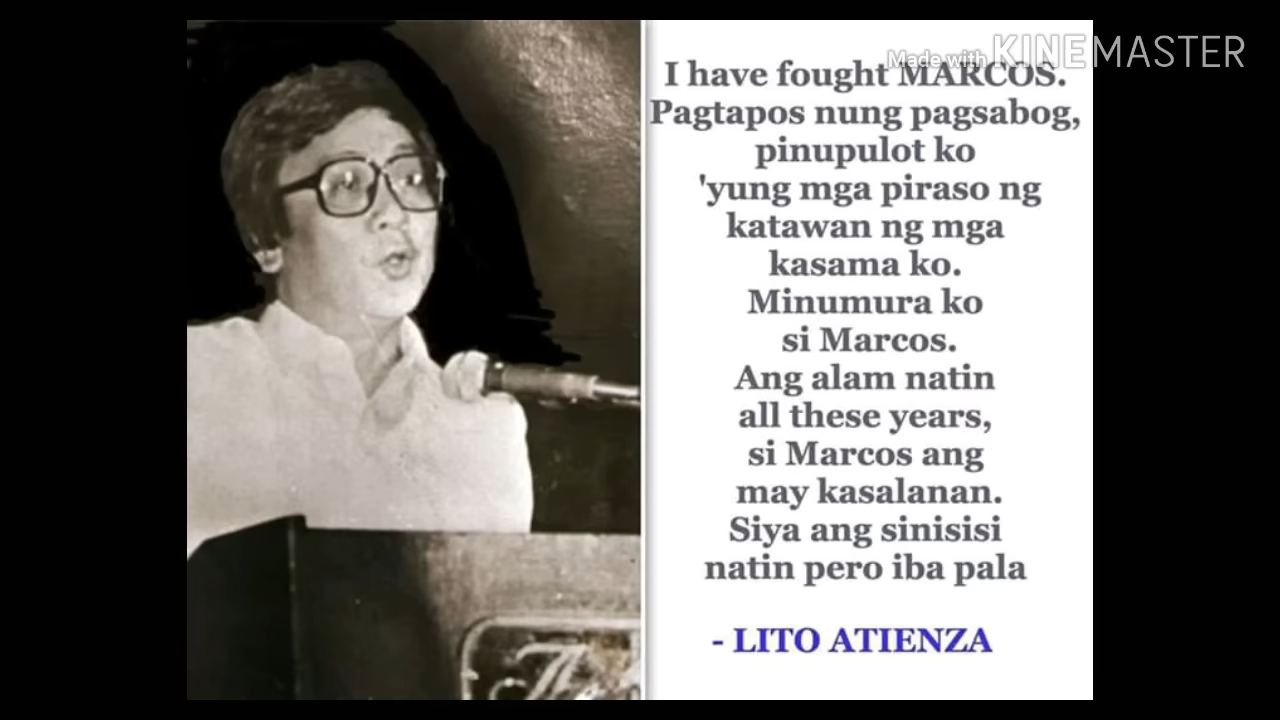 Made with KINEMASTER
I have fought MARCOS.
Pagtapos nung pagsabog,
pinupulot ko
'yung mga piraso ng
katawan ng mga
kasama ko.
Minumura ko
si Marcos.
Ang alam natin
all these years,
si Marcos ang
may kasalanan.
Siya ang sinisisi
natin pero iba pala
- LITO ATIENZA